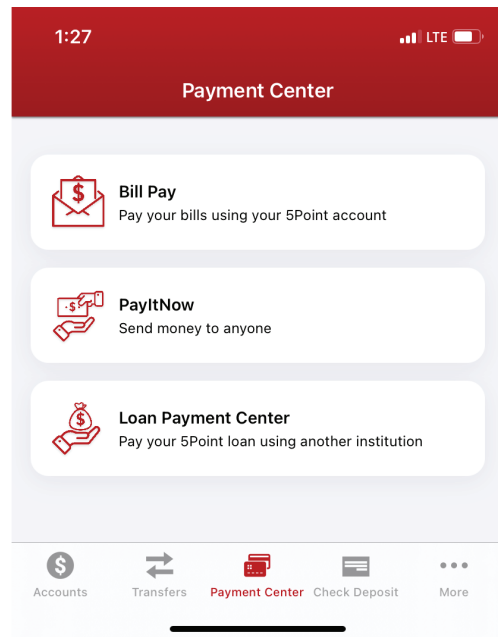 1:27
LTE
Payment Center
$
Bill Pay
Pay your bills using your 5Point account
$
PayItNow
Send money to anyone
$
Loan Payment Center
Pay your 5Point loan using another institution
$
Accounts Transfers Payment Center Check Deposit More